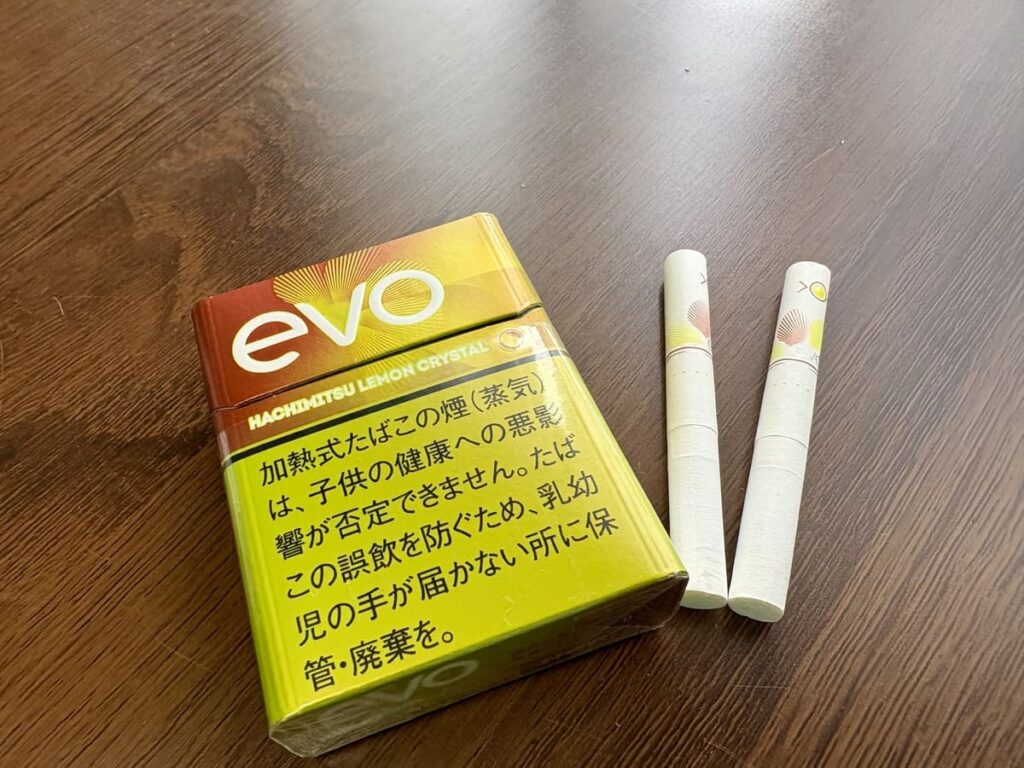 evo
HACHIMITSU LEMON CRYSTAL
加熱式たばこの煙(蒸気)
は、子供の健康への悪影
響が否定できません。たば
この誤飲を防ぐため、乳幼
児の手が届かない所に保
管・廃棄を。
evo